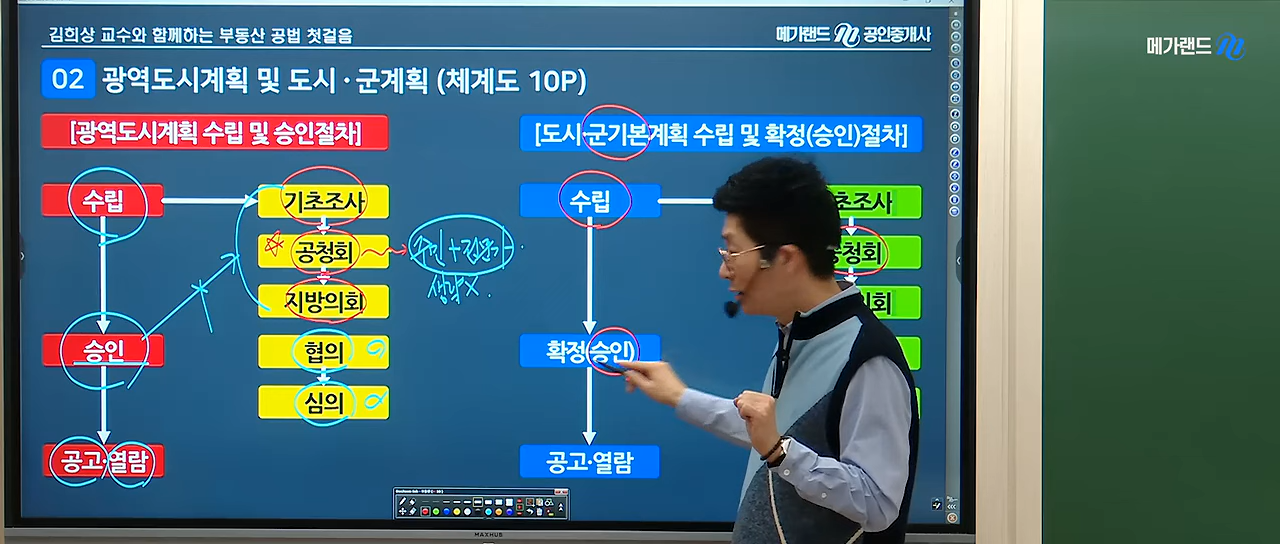 김희상 교수와 함께하는 부동산 공법 첫걸음
메가랜드 공인중개사
메가랜드
02 광역도시계획 및 도시·군계획 (체계도 10P)
[광역도시계획 수립 및 승인절차]
[도시·군기본계획 수립 및 확정(승인)절차]
수립
기초조사
공청회
지방의회
승인
협의
심의
공고·열람
생략X
수립
초조사
청회
의회
확정(승인)
공고·열람
MAXHUB